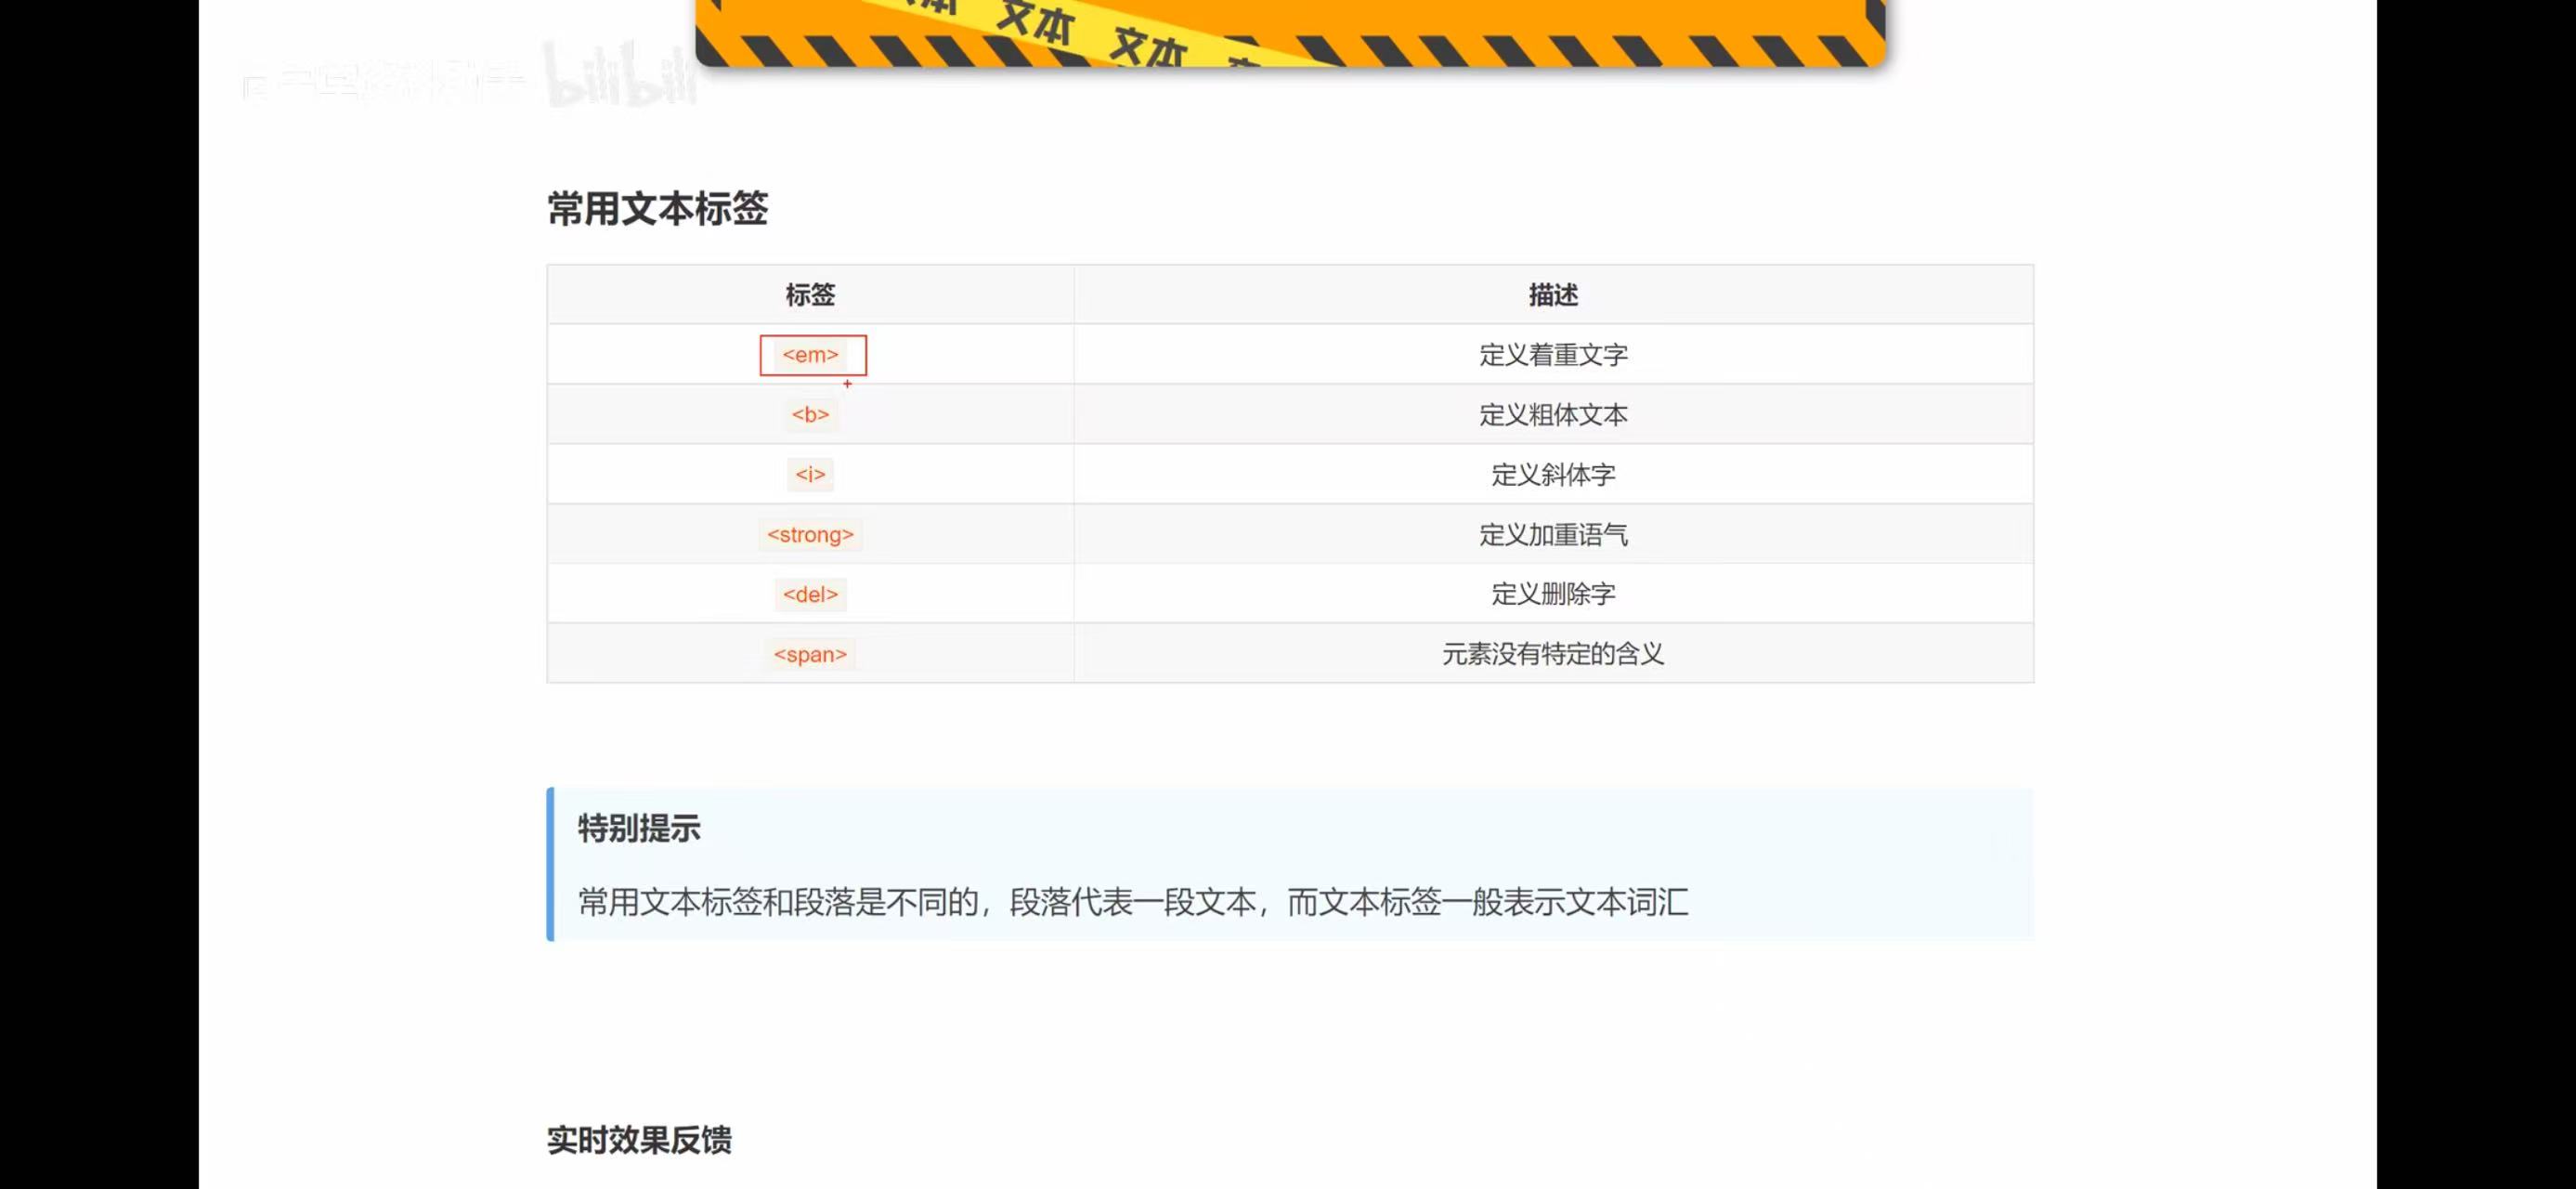 文本 文本
bilibili
常用文本标签
标签 描述
<em> 定义着重文字
<b> 定义粗体文本
<i> 定义斜体字
<strong> 定义加重语气
<del> 定义删除字
<span> 元素没有特定的含义
特别提示
常用文本标签和段落是不同的，段落代表一段文本，而文本标签一般表示文本词汇
实时效果反馈